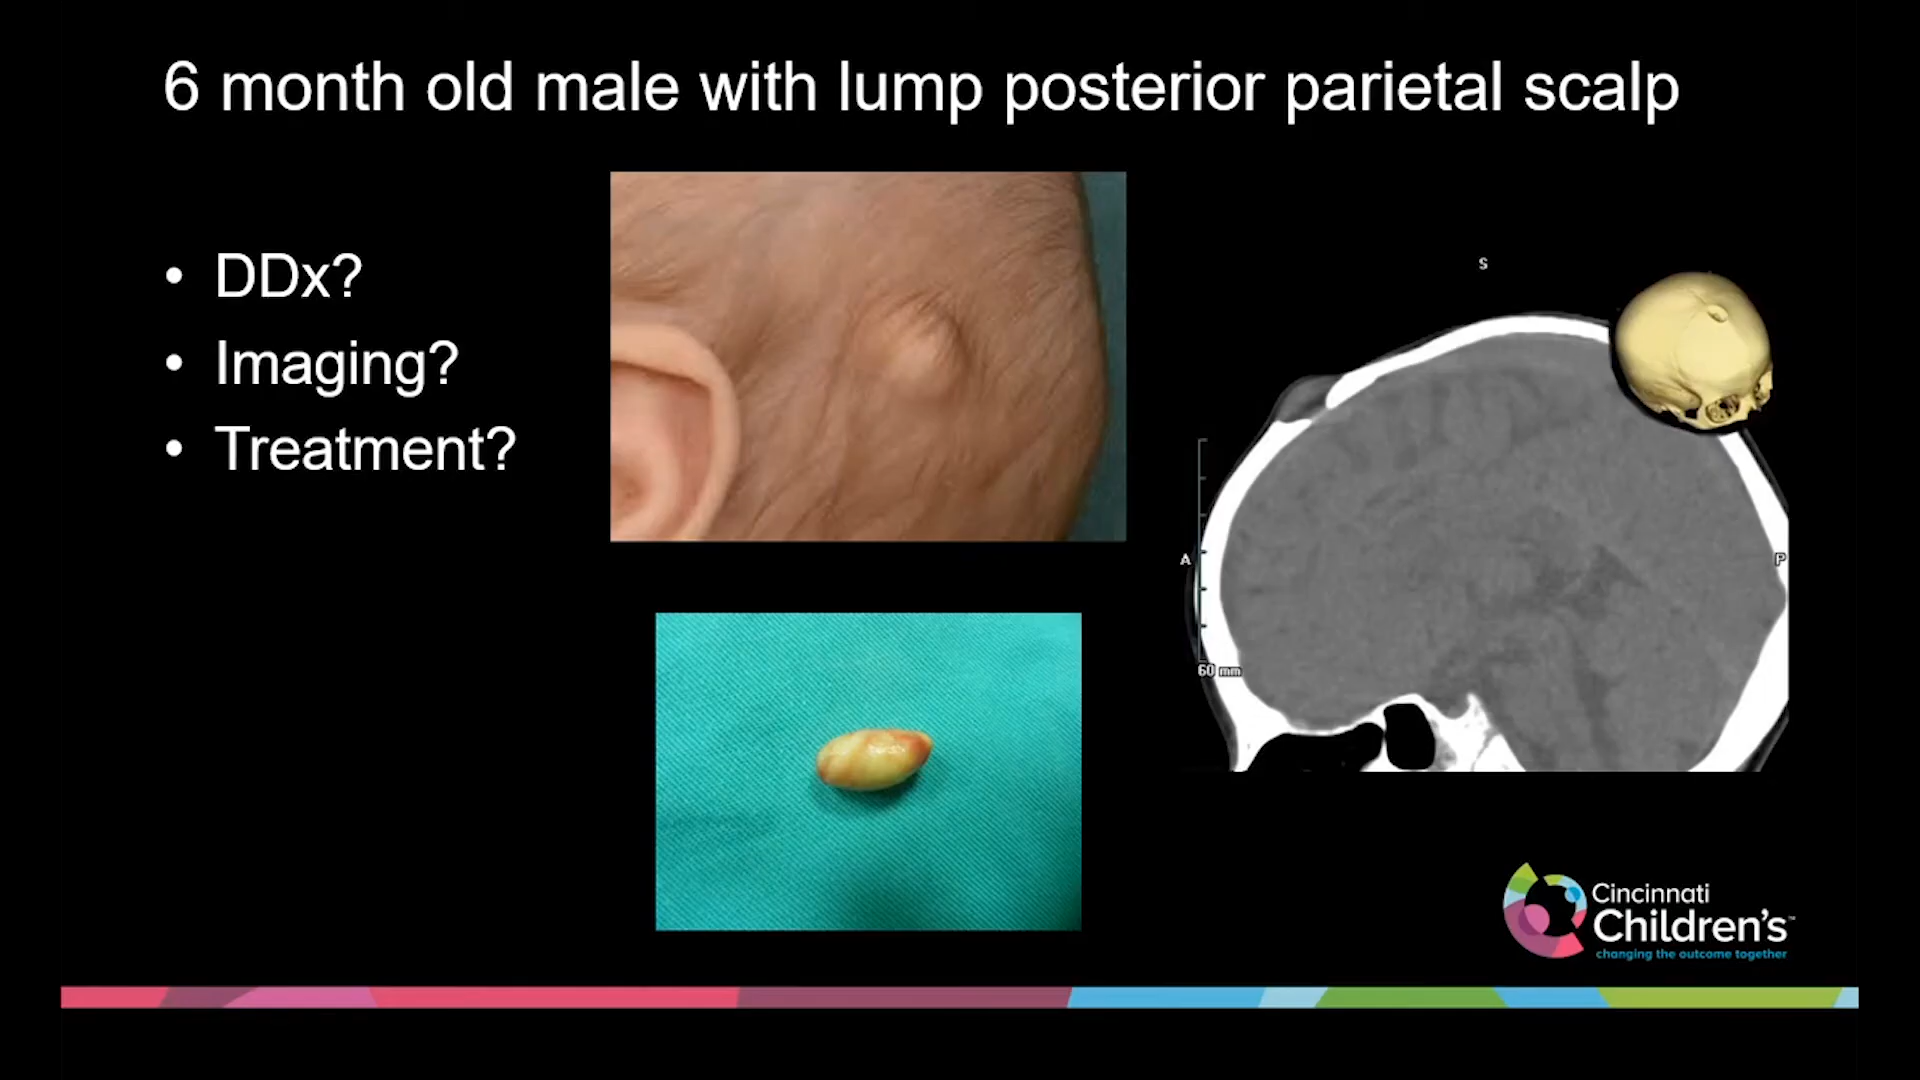 6 month old male with lump posterior parietal scalp
• DDx?
• Imaging?
• Treatment?
S
A
P
60 mm
Cincinnati
Children's™
changing the outcome together